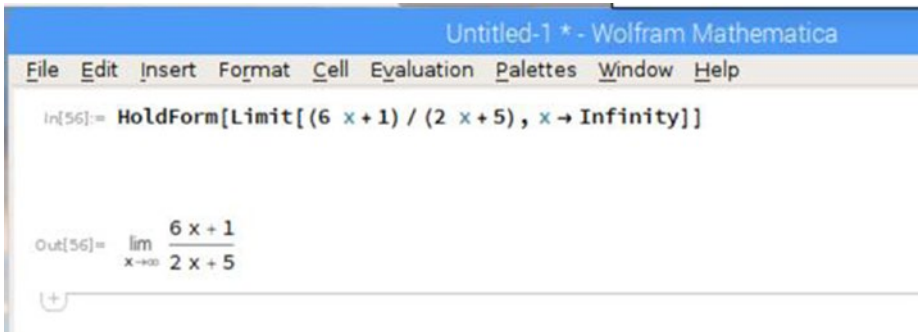 Untitled-1 * - Wolfram Mathematica
File Edit Insert Format Cell Evaluation Palettes Window Help
In[56]:= HoldForm[Limit[(6 x + 1) / (2 x + 5), x → Infinity]]
Out[56]= lim x→∞ (6 x + 1)/(2 x + 5)